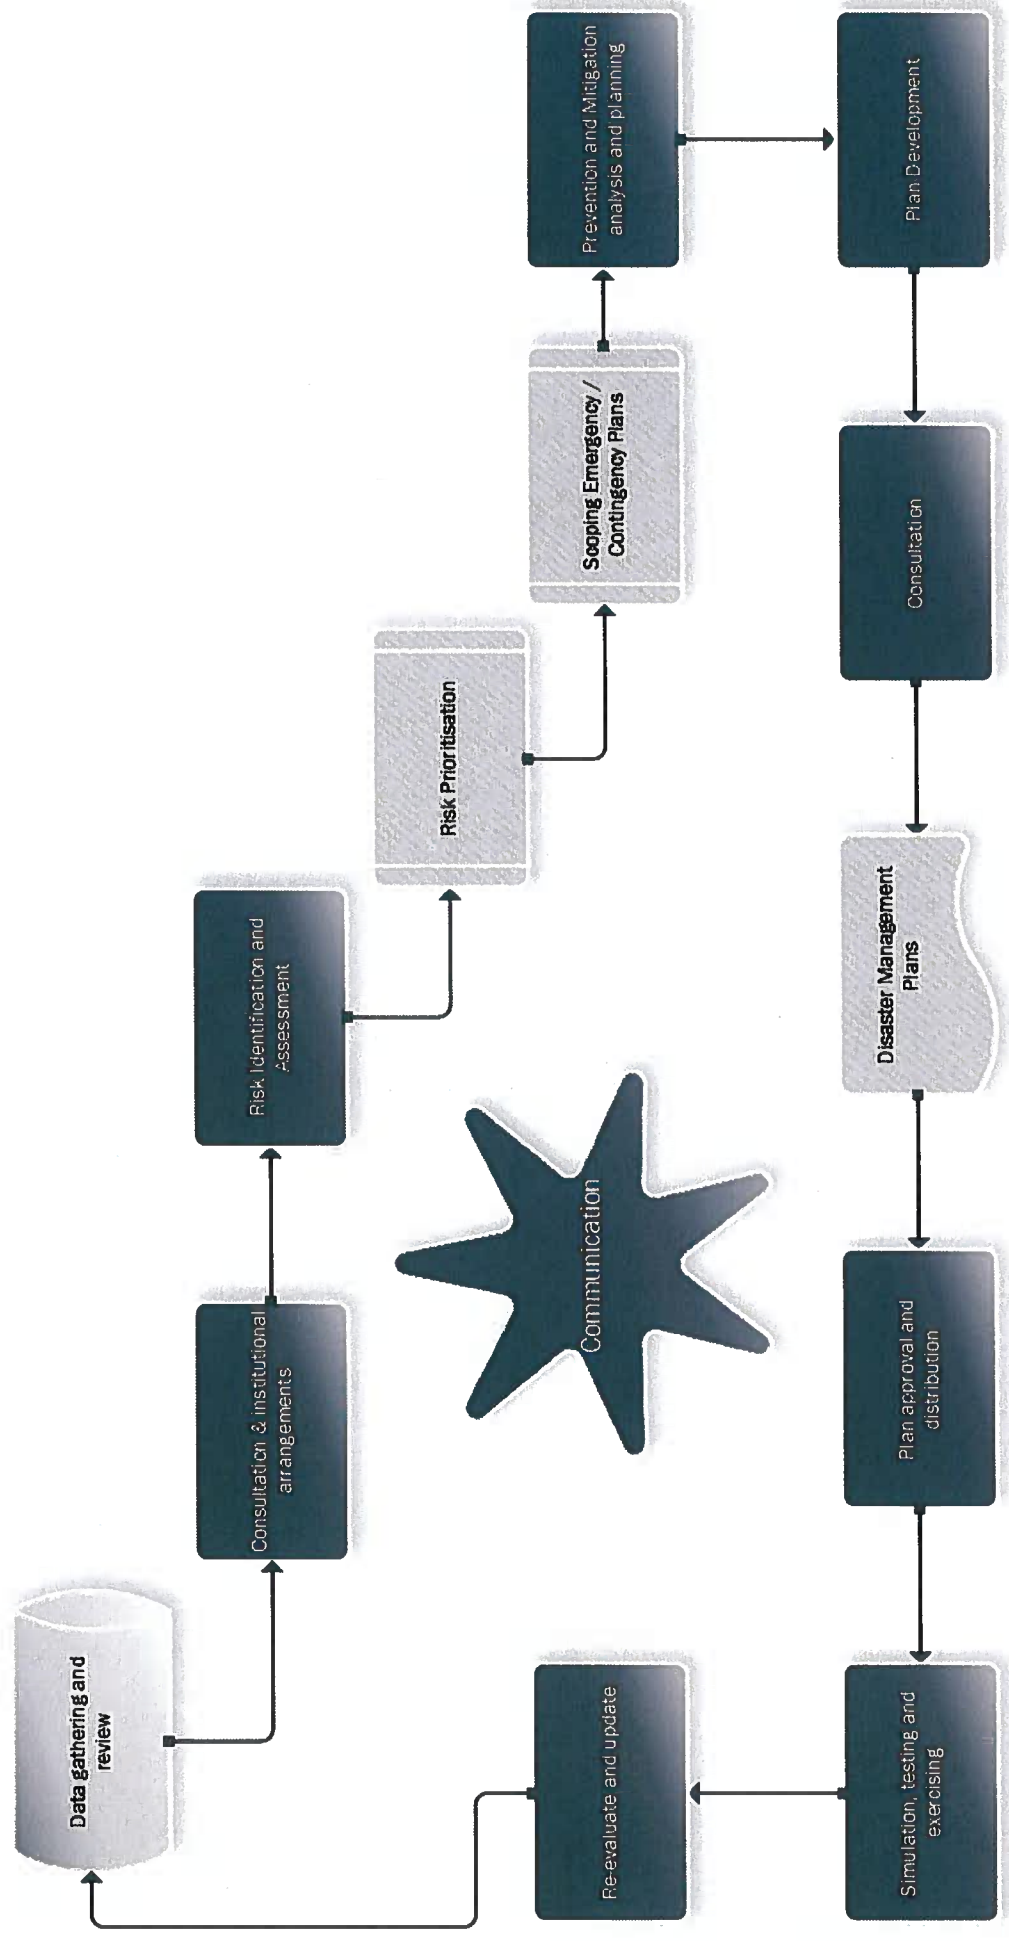 Data gathering and
review
Consultation & institutional
arrangements
Risk Identification and
Assessment
Risk Prioritisation
Scoping Emergency /
Contingency Plans
Prevention and Mitigation
analysis and planning
Plan Development
Consultation
Disaster Management
Plans
Plan approval and
distribution
Simulation, testing and
exercising
Re-evaluate and update
Communication